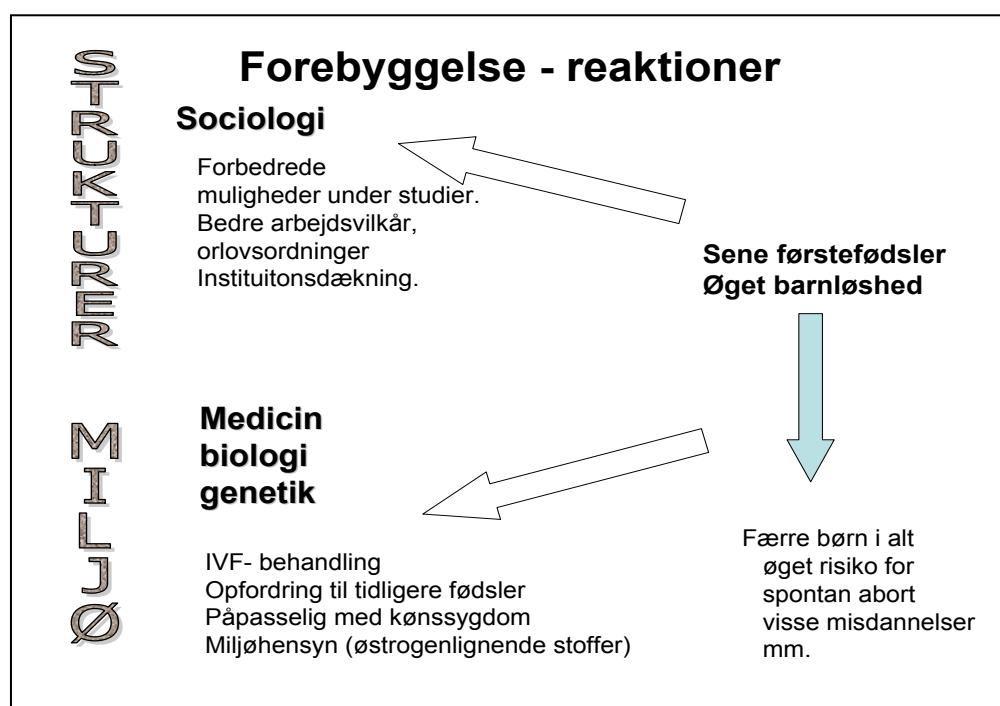 STRUKTURER
MILJØ
Forebyggelse - reaktioner
Sociologi
Forbedrede
muligheder under studier.
Bedre arbejdsvilkår,
orlovsordninger
Instituitonsdækning.
Sene førstefødsler
Øget barnløshed
Medicin
biologi
genetik
IVF- behandling
Opfordring til tidligere fødsler
Påpasselig med kønssygdom
Miljøhensyn (østrogenlignende stoffer)
Færre børn i alt
øget risiko for
spontan abort
visse misdannelser
mm.